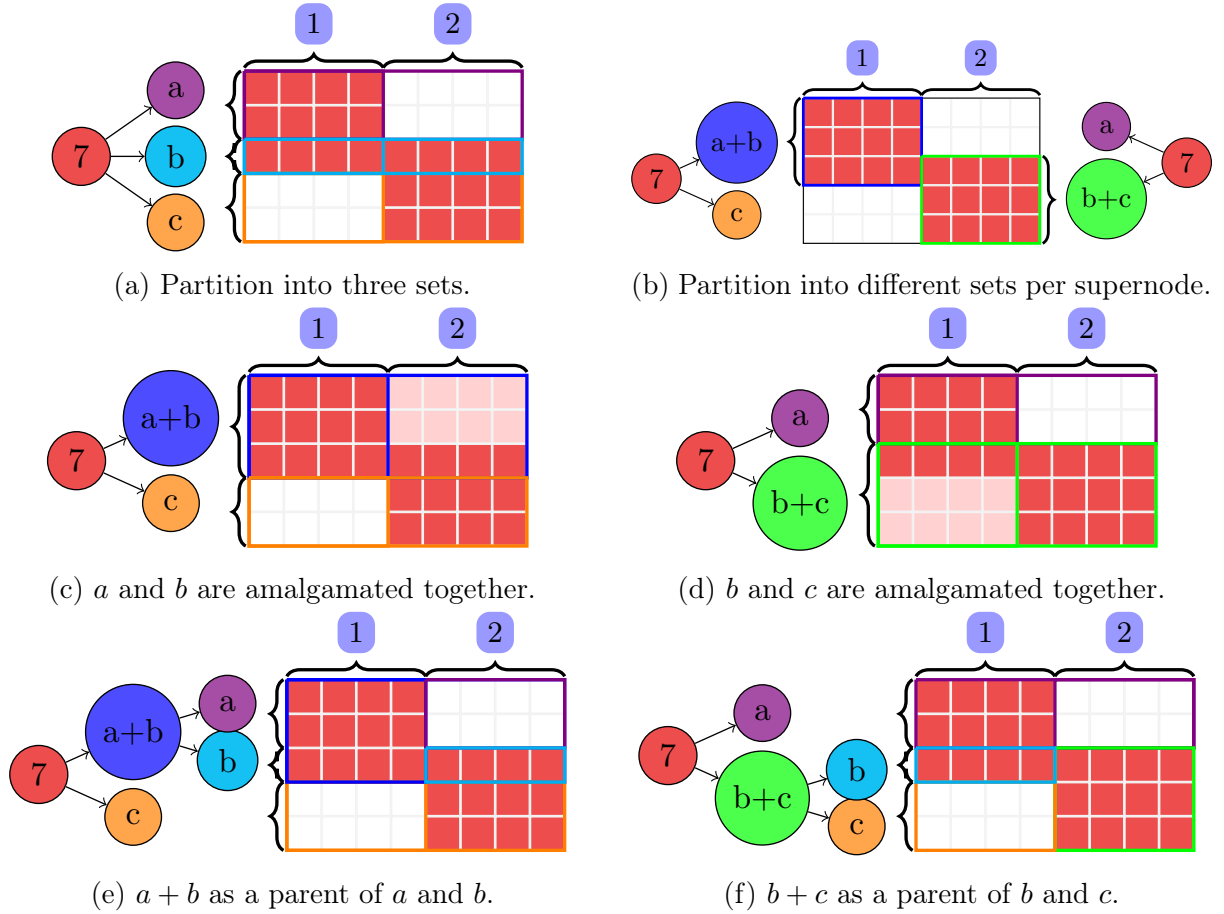 1 2
a
7 b
c
(a) Partition into three sets.
1 2
a+b a
7 7
c b+c
(b) Partition into different sets per supernode.
1 2
a+b
7
c
(c) a and b are amalgamated together.
1 2
a
7
b+c
(d) b and c are amalgamated together.
1 2
a
a+b
b
7
c
(e) a + b as a parent of a and b.
1 2
a
7
b
b+c
c
(f) b + c as a parent of b and c.